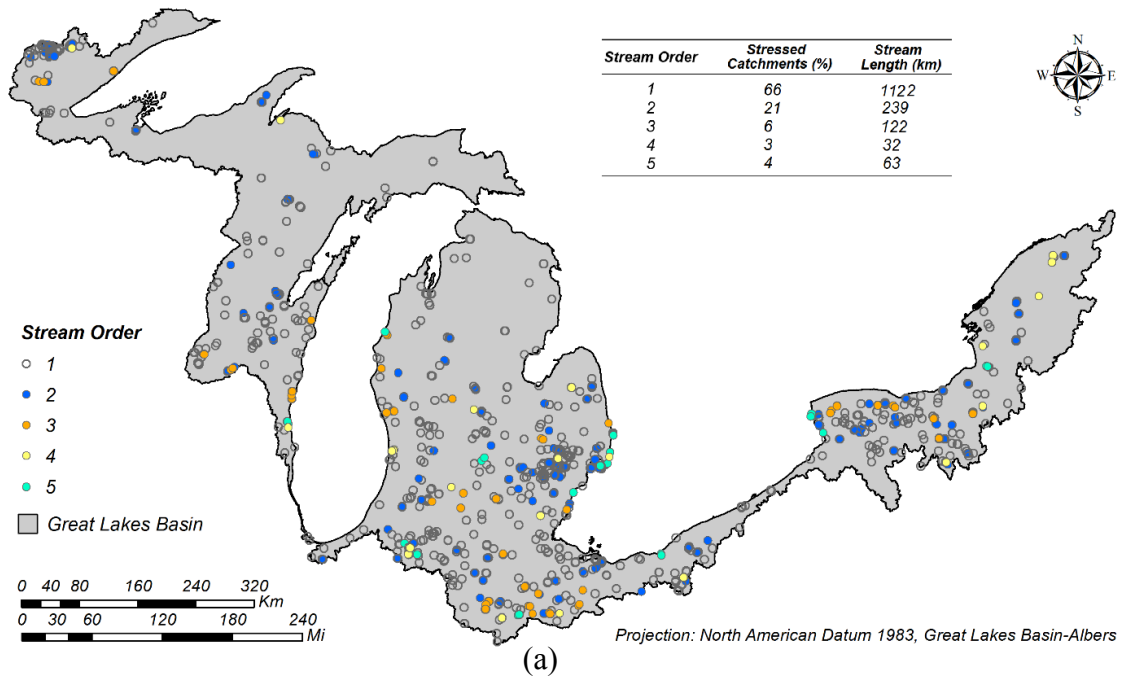 Stream Order Stressed Catchments (%) Stream Length (km)
1 66 1122
2 21 239
3 6 122
4 3 32
5 4 63
N
W E
S
Stream Order
1
2
3
4
5
Great Lakes Basin
0 40 80 160 240 320
Km
0 30 60 120 180 240
Mi
Projection: North American Datum 1983, Great Lakes Basin-Albers
(a)